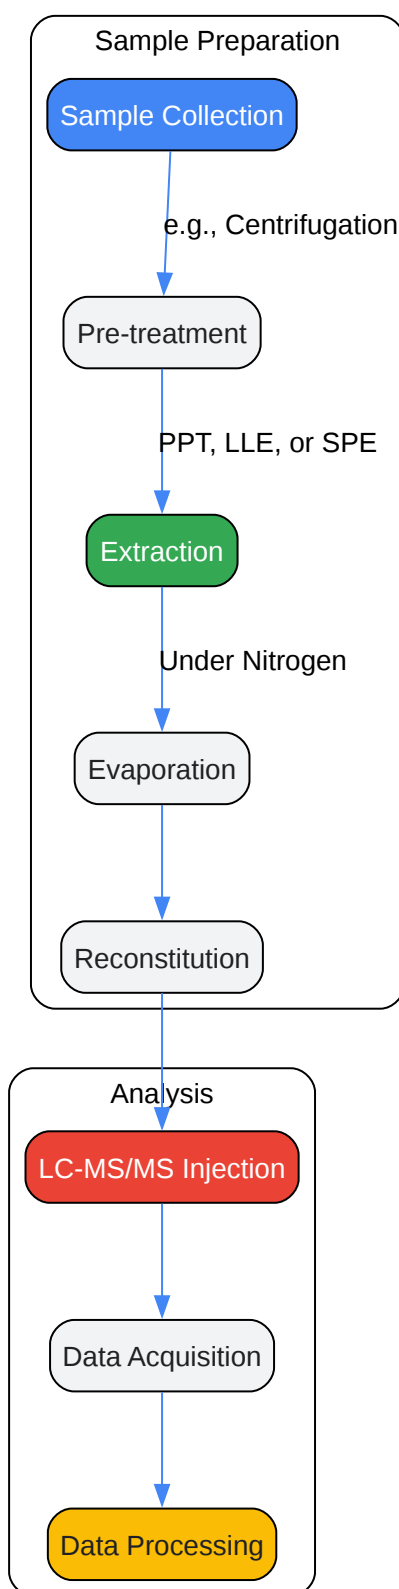 Sample Preparation
Sample Collection
e.g., Centrifugation
Pre-treatment
PPT, LLE, or SPE
Extraction
Under Nitrogen
Evaporation
Reconstitution
Analysis
LC-MS/MS Injection
Data Acquisition
Data Processing